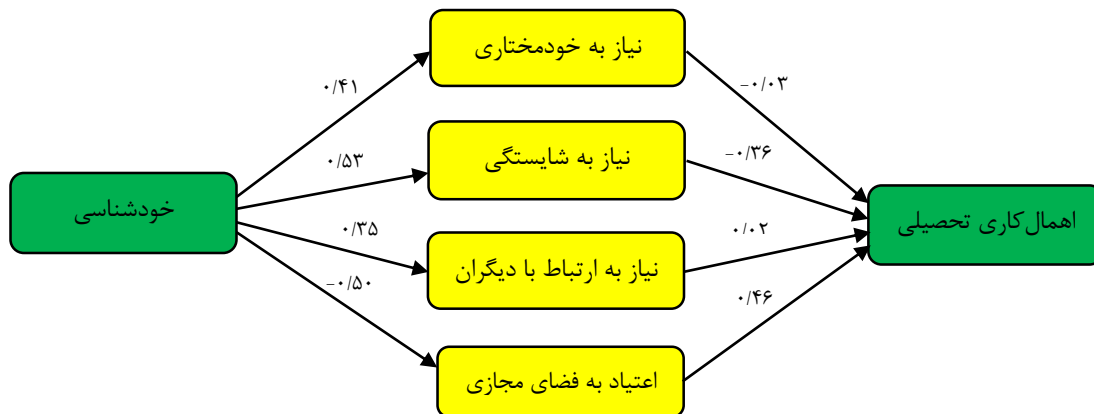 نیاز به خودمختاری
۰/۴۱
-۰/۰۳
نیاز به شایستگی
۰/۵۳
-۰/۳۶
خودشناسی
اهمال‌کاری تحصیلی
۰/۳۵
نیاز به ارتباط با دیگران
۰/۰۲
-۰/۵۰
۰/۴۶
اعتیاد به فضای مجازی